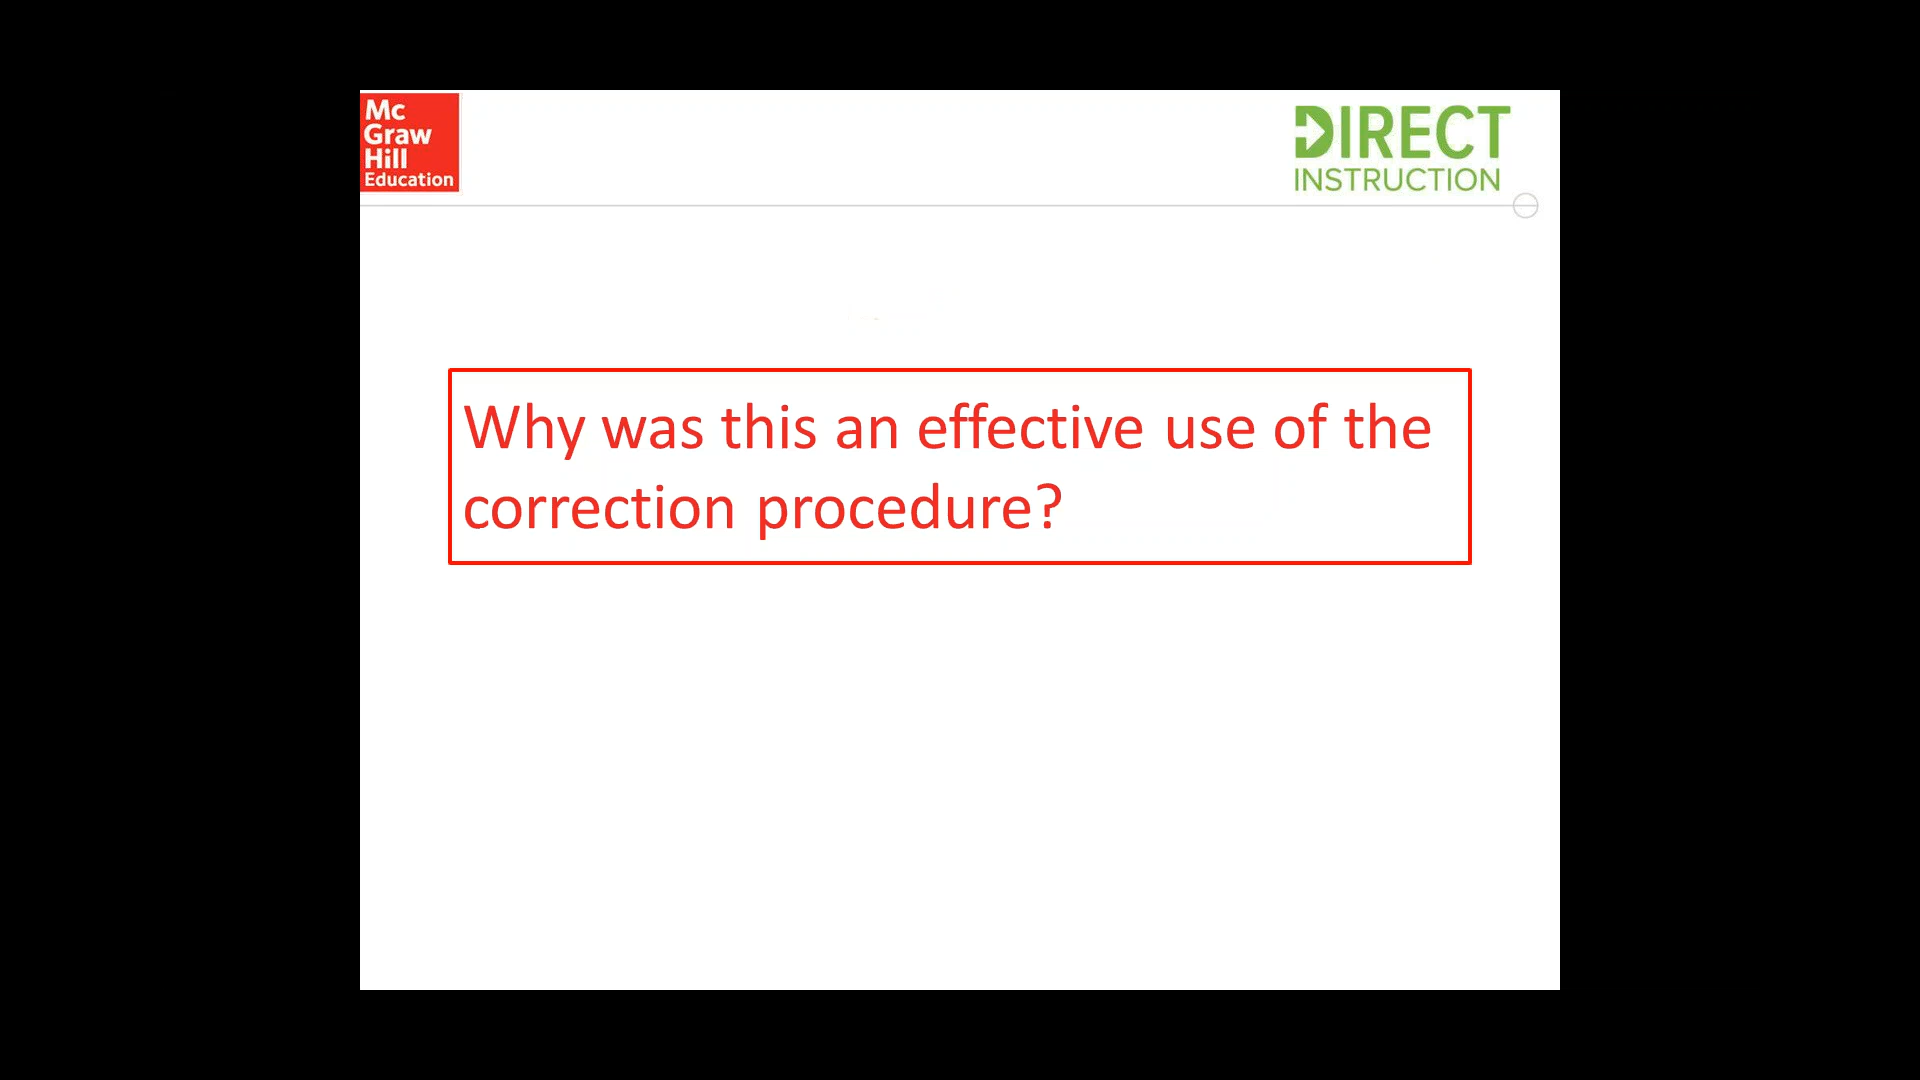 Mc
Graw
Hill
Education
DIRECT
INSTRUCTION
Why was this an effective use of the
correction procedure?